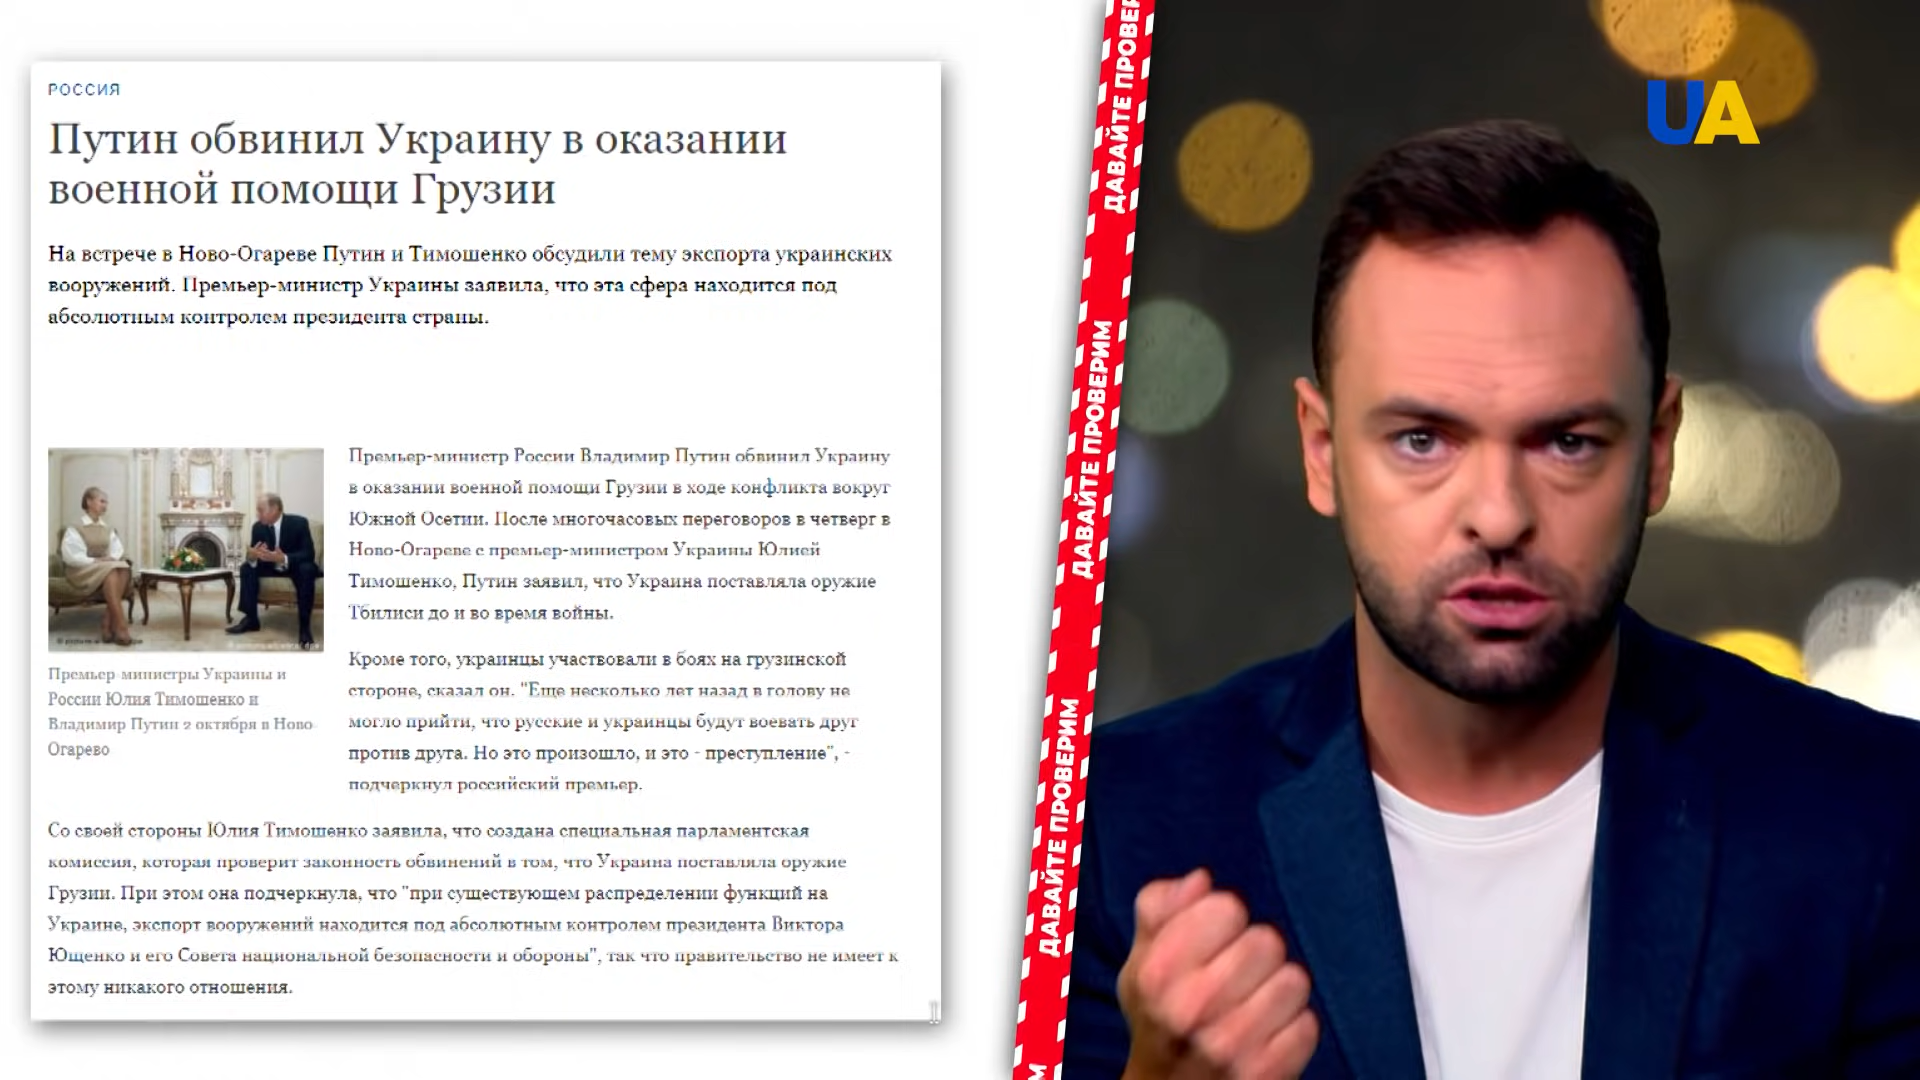 РОССИЯ
Путин обвинил Украину в оказании
военной помощи Грузии
На встрече в Ново-Огареве Путин и Тимошенко обсудили тему экспорта украинских
вооружений. Премьер-министр Украины заявила, что эта сфера находится под
абсолютным контролем президента страны.
Премьер-министры Украины и
России Юлия Тимошенко и
Владимир Путин 2 октября в Ново-
Огарево
Премьер-министр России Владимир Путин обвинил Украину
в оказании военной помощи Грузии в ходе конфликта вокруг
Южной Осетии. После многочасовых переговоров в четверг в
Ново-Огареве с премьер-министром Украины Юлией
Тимошенко, Путин заявил, что Украина поставляла оружие
Тбилиси до и во время войны.
Кроме того, украинцы участвовали в боях на грузинской
стороне, сказал он. "Еще несколько лет назад в голову не
могло прийти, что русские и украинцы будут воевать друг
против друга. Но это произошло, и это - преступление", -
подчеркнул российский премьер.
Со своей стороны Юлия Тимошенко заявила, что создана специальная парламентская
комиссия, которая проверит законность обвинений в том, что Украина поставляла оружие
Грузии. При этом она подчеркнула, что "при существующем распределении функций на
Украине, экспорт вооружений находится под абсолютным контролем президента Виктора
Ющенко и его Совета национальной безопасности и обороны", так что правительство не имеет к
этому никакого отношения.
ДАВАЙТЕ ПРОВЕР
ДАВАЙТЕ ПРОВЕРИМ
ДАВАЙТЕ ПРОВЕРИМ
UA